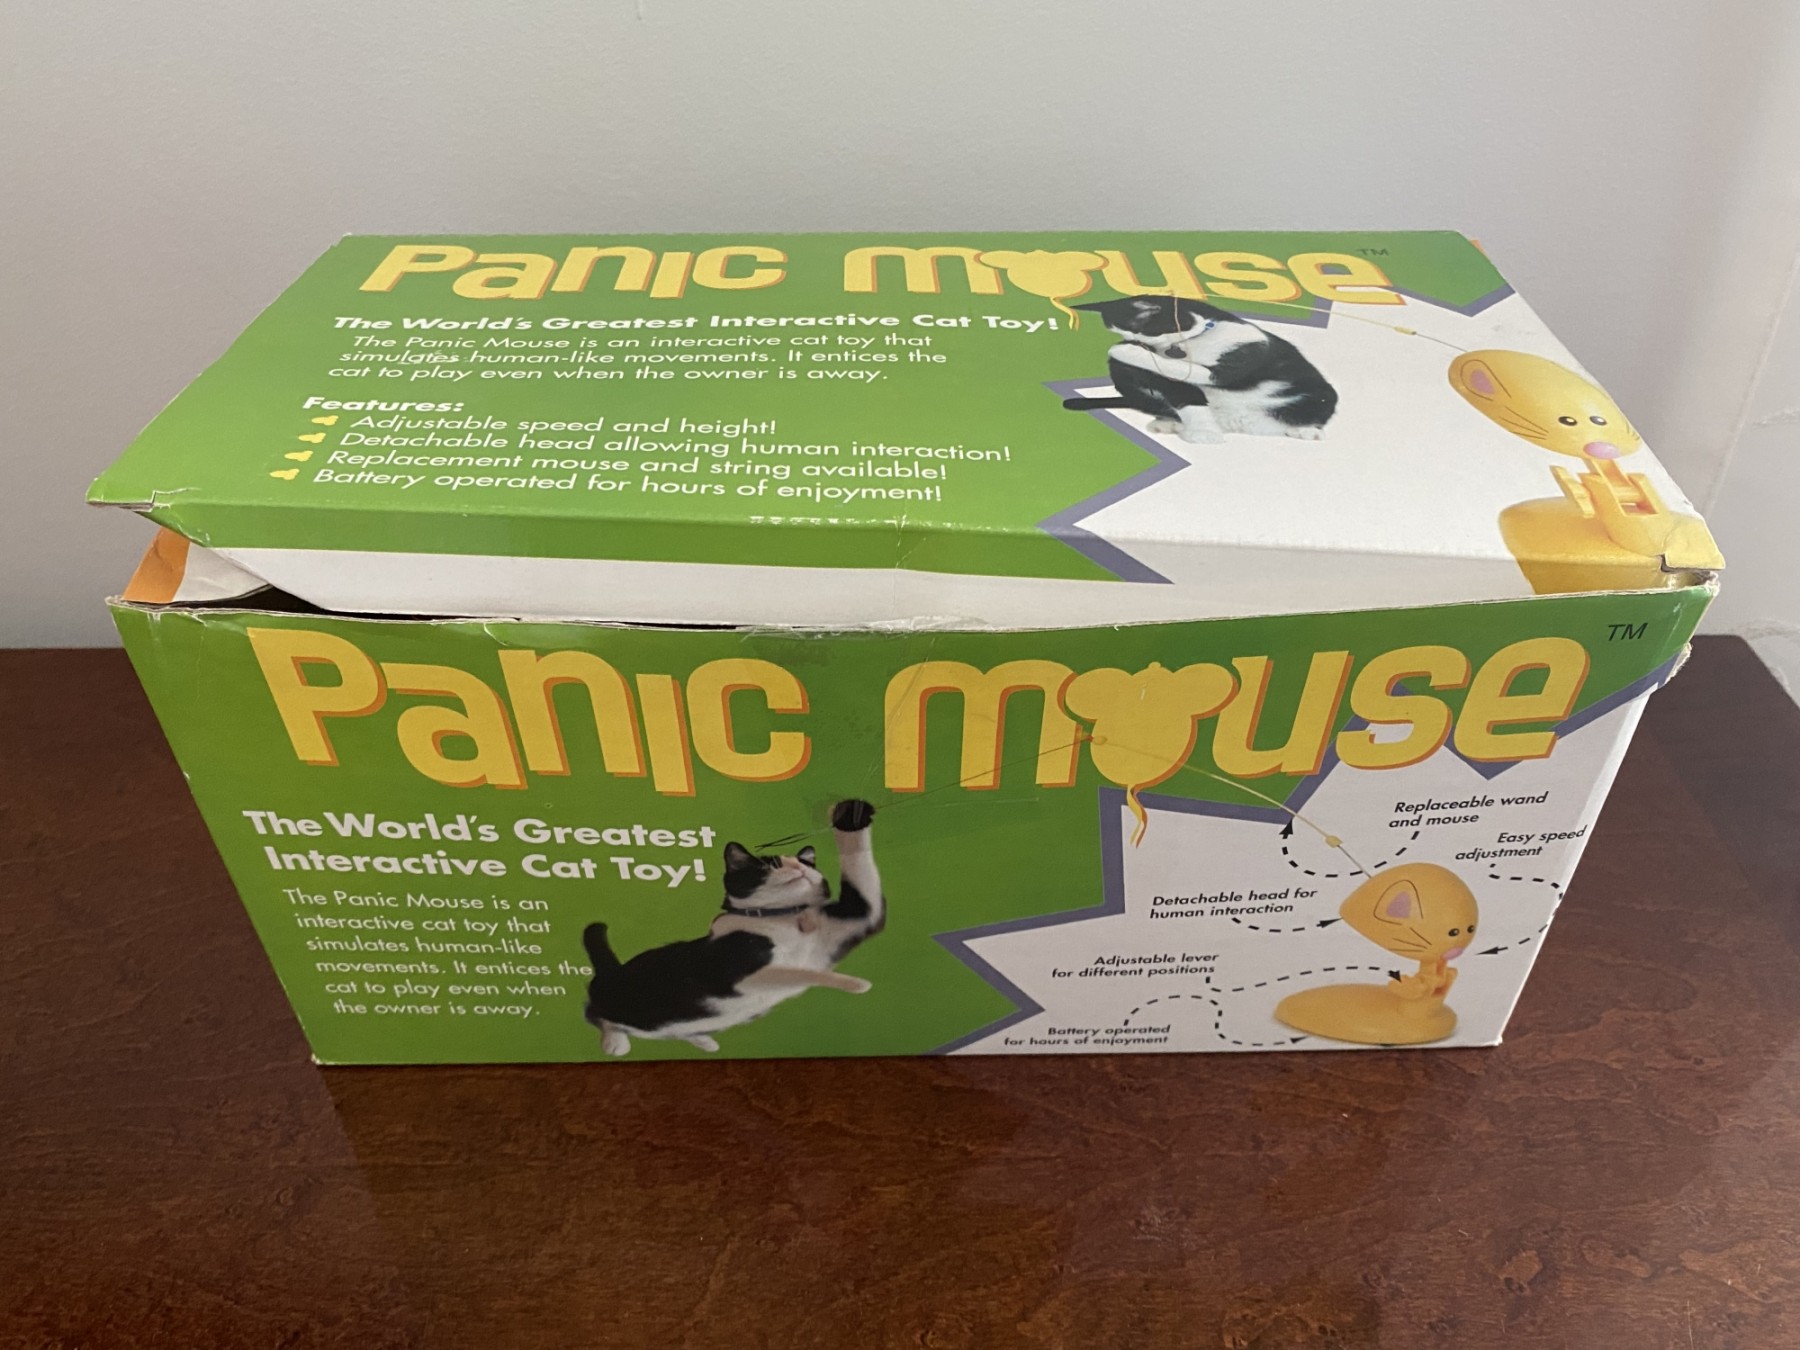 Panic mouse™
The World's Greatest Interactive Cat Toy!
The Panic Mouse is an interactive cat toy that
simulates human-like movements. It entices the
cat to play even when the owner is away.
Features:
Adjustable speed and height!
Detachable head allowing human interaction!
Replacement mouse and string available!
Battery operated for hours of enjoyment!
Panic mouse™
The World's Greatest
Interactive Cat Toy!
The Panic Mouse is an
interactive cat toy that
simulates human-like
movements. It entices the
cat to play even when
the owner is away.
Replaceable wand
and mouse
Easy speed
adjustment
Detachable head for
human interaction
Adjustable lever
for different positions
Battery operated
for hours of enjoyment